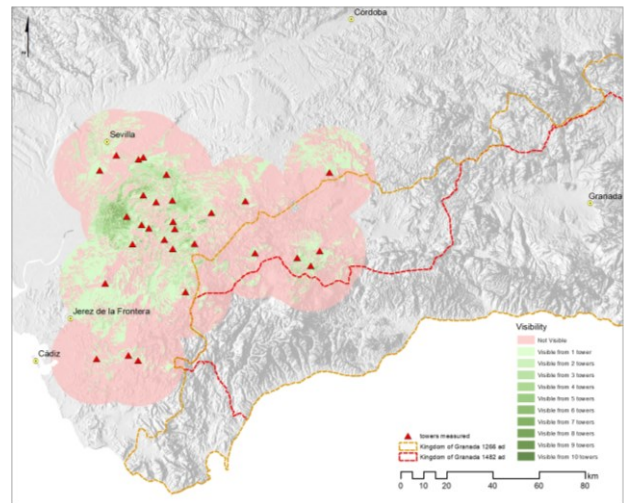 Córdoba
Sevilla
Granada
Jerez de la Frontera
Cádiz
Visibility
Not Visible
Visible from 1 tower
Visible from 2 towers
Visible from 3 towers
Visible from 4 towers
Visible from 5 towers
Visible from 6 towers
Visible from 7 towers
Visible from 8 towers
Visible from 9 towers
Visible from 10 towers
towers measured
Kingdom of Granada 1266 ad
Kingdom of Granada 1482 ad
km
0 5 10 20 40 60 80